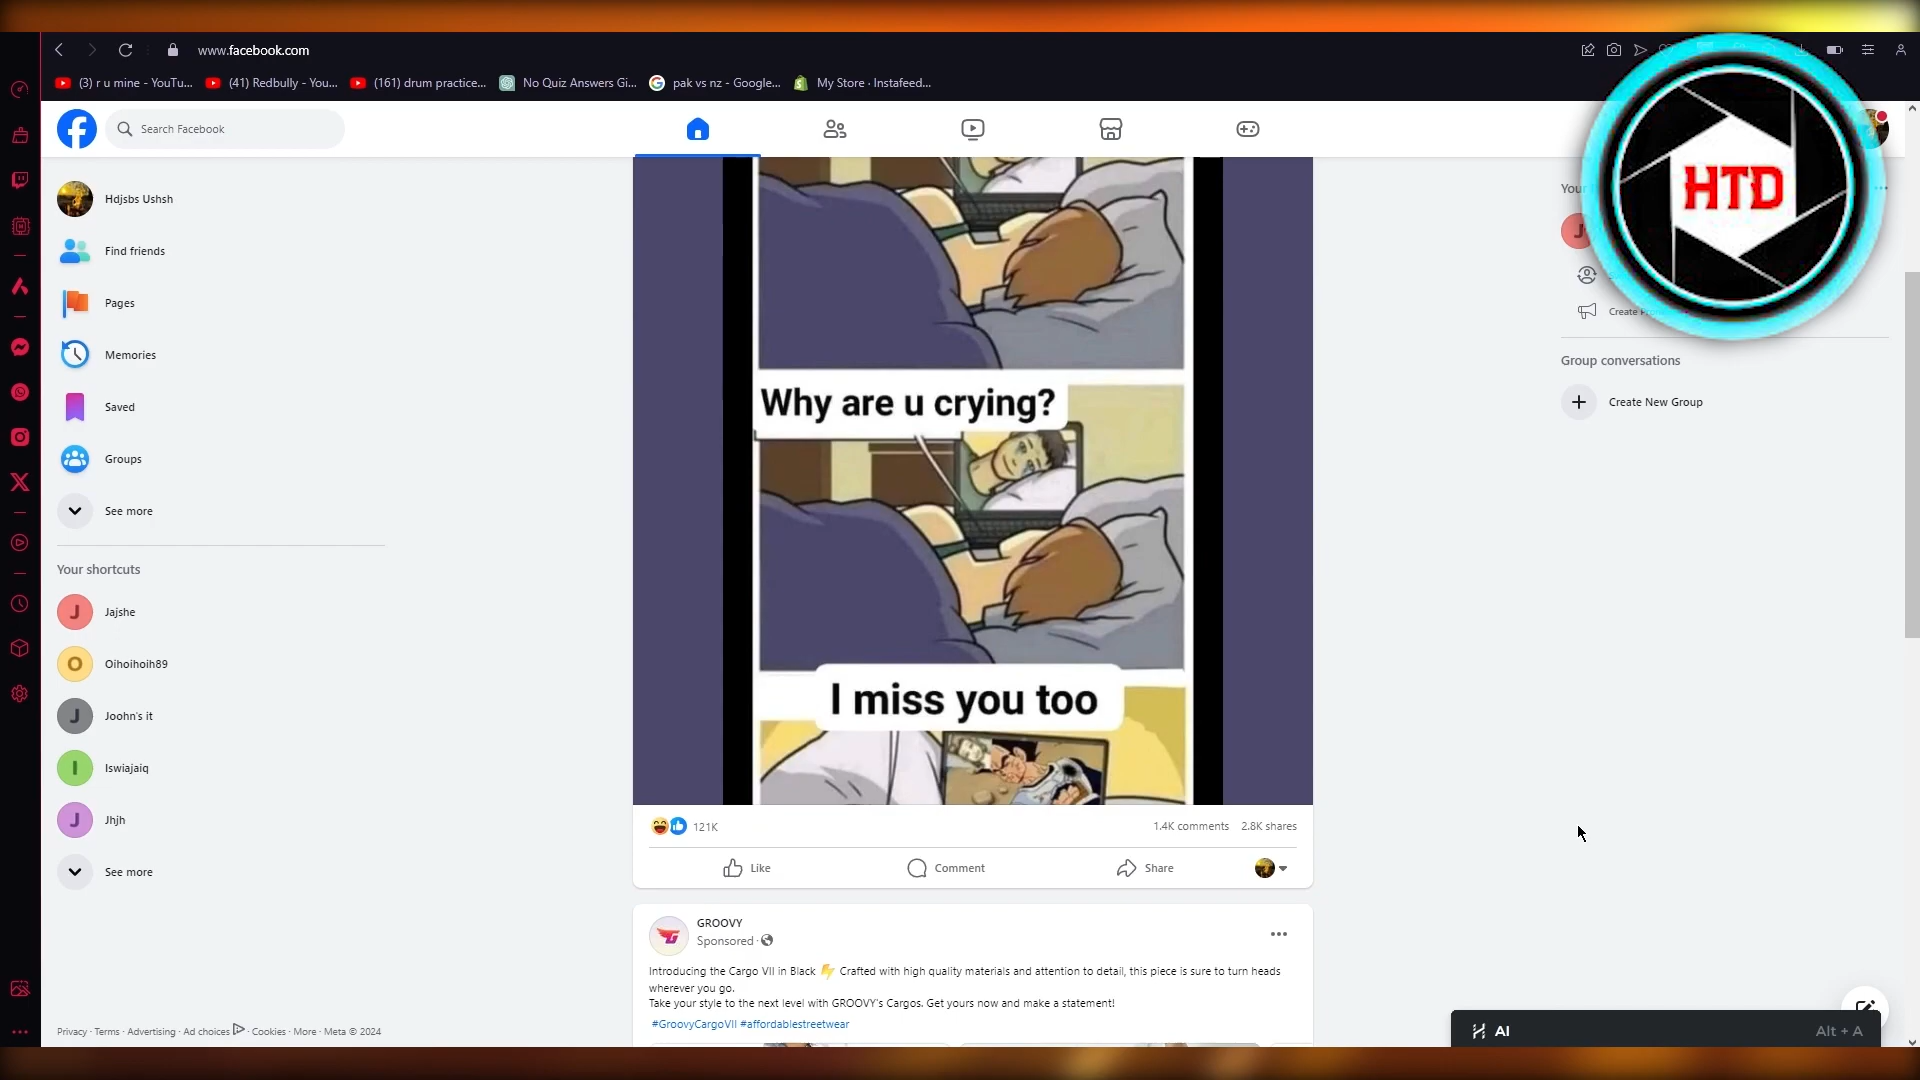 www.facebook.com
(3) r u mine - YouTu...
(41) Redbully - You...
(161) drum practice...
No Quiz Answers Gi...
pak vs nz - Google...
My Store · Instafeed...
Search Facebook
HTD
Hdjsbs Ushsh
Find friends
Pages
Memories
Saved
Groups
See more
Your shortcuts
Jajshe
Oihoihoih89
Joohn's it
Iswiajaiq
Jhjh
See more
Privacy · Terms · Advertising · Ad choices · Cookies · More · Meta © 2024
Why are u crying?
I miss you too
121K
1.4K comments 2.8K shares
Like
Comment
Share
GROOVY
Sponsored ·
Introducing the Cargo VII in Black ⚡ Crafted with high quality materials and attention to detail, this piece is sure to turn heads
wherever you go.
Take your style to the next level with GROOVY's Cargos. Get yours now and make a statement!
#GroovyCargoVII #affordablestreetwear
Your
Create
Group conversations
Create New Group
AI
Alt + A